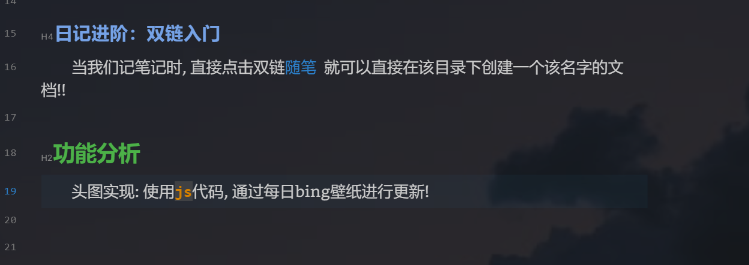 14
15 H4 日记进阶：双链入门
16 当我们记笔记时, 直接点击双链随笔 就可以直接在该目录下创建一个该名字的文
档!!
17
18 H2 功能分析
19 头图实现: 使用js代码, 通过每日bing壁纸进行更新!
20
21